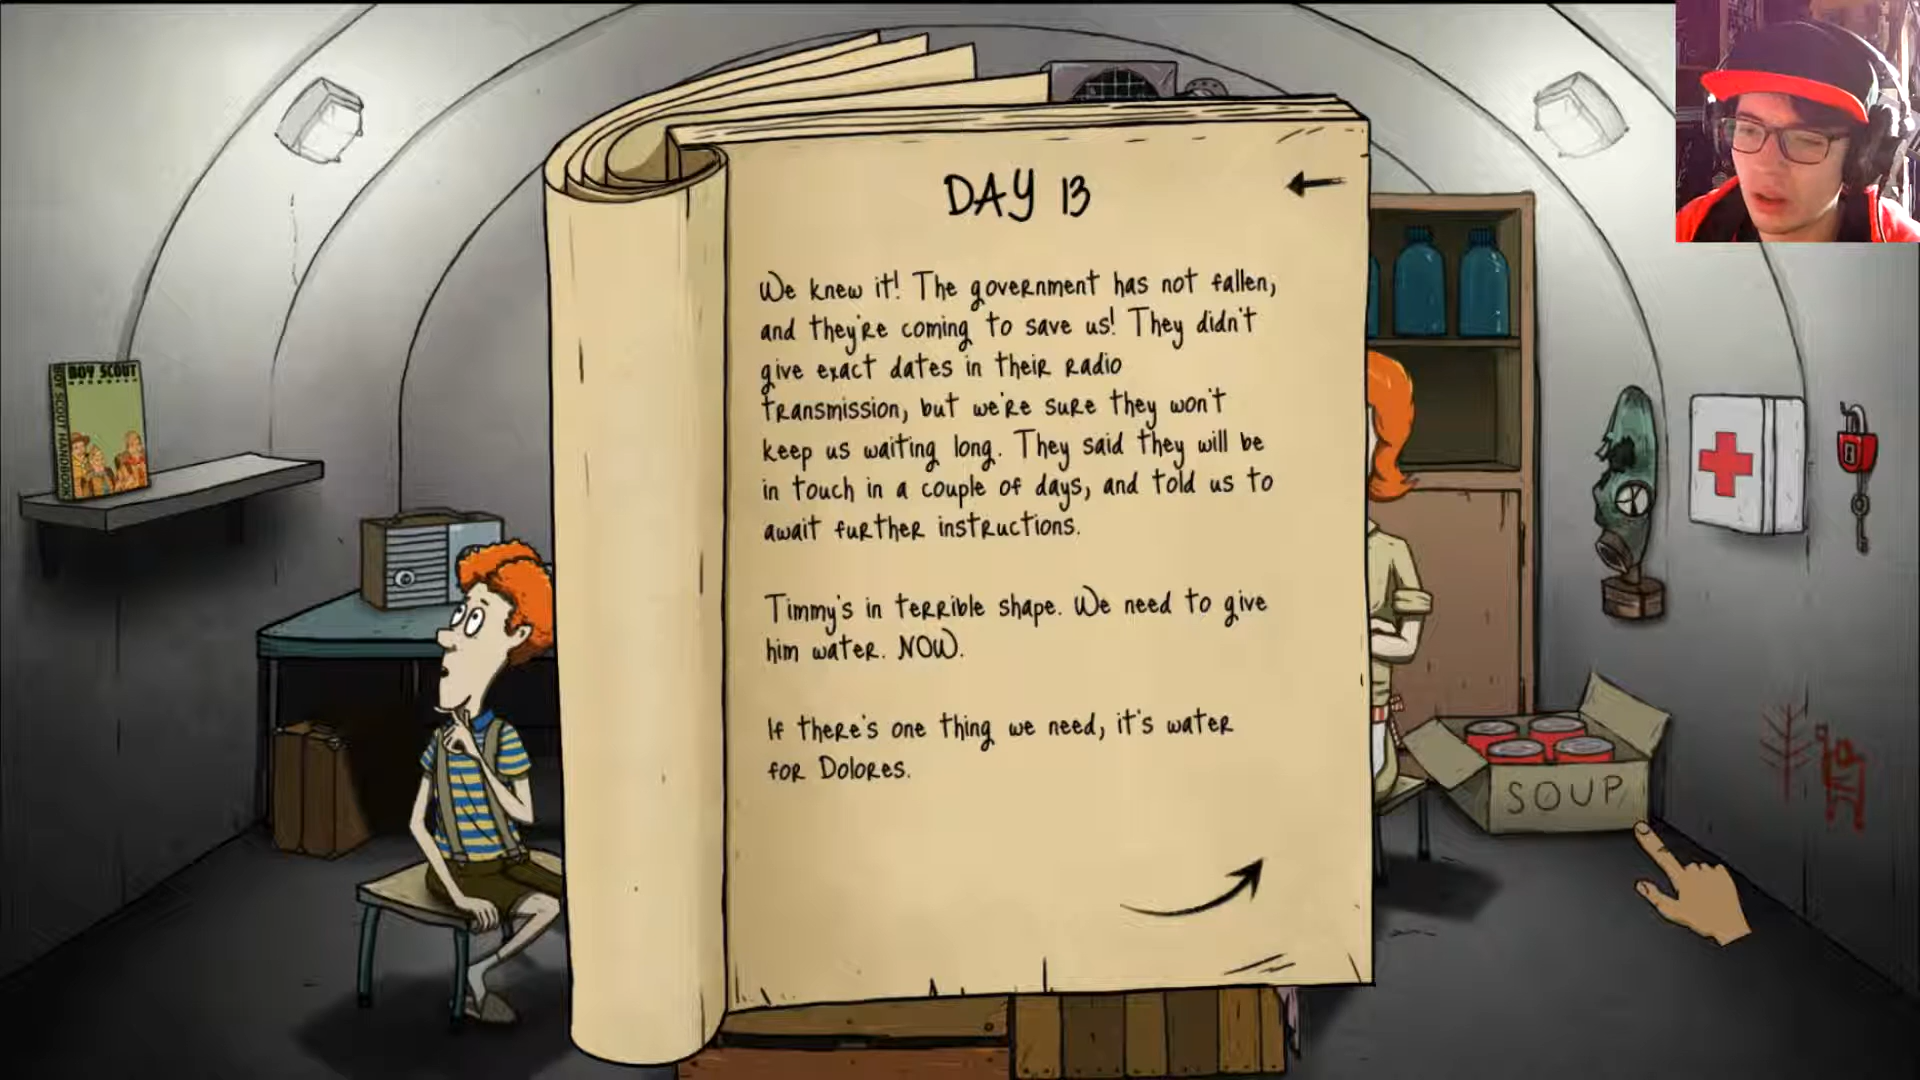 DAY 13
We knew it! The government has not fallen,
and they're coming to save us! They didn't
give exact dates in their radio
transmission, but we're sure they won't
keep us waiting long. They said they will be
in touch in a couple of days, and told us to
await further instructions.
Timmy's in terrible shape. We need to give
him water. NOW.
If there's one thing we need, it's water
for Dolores.
BOY SCOUT
BOY SCOUT HANDBOOK
SOUP